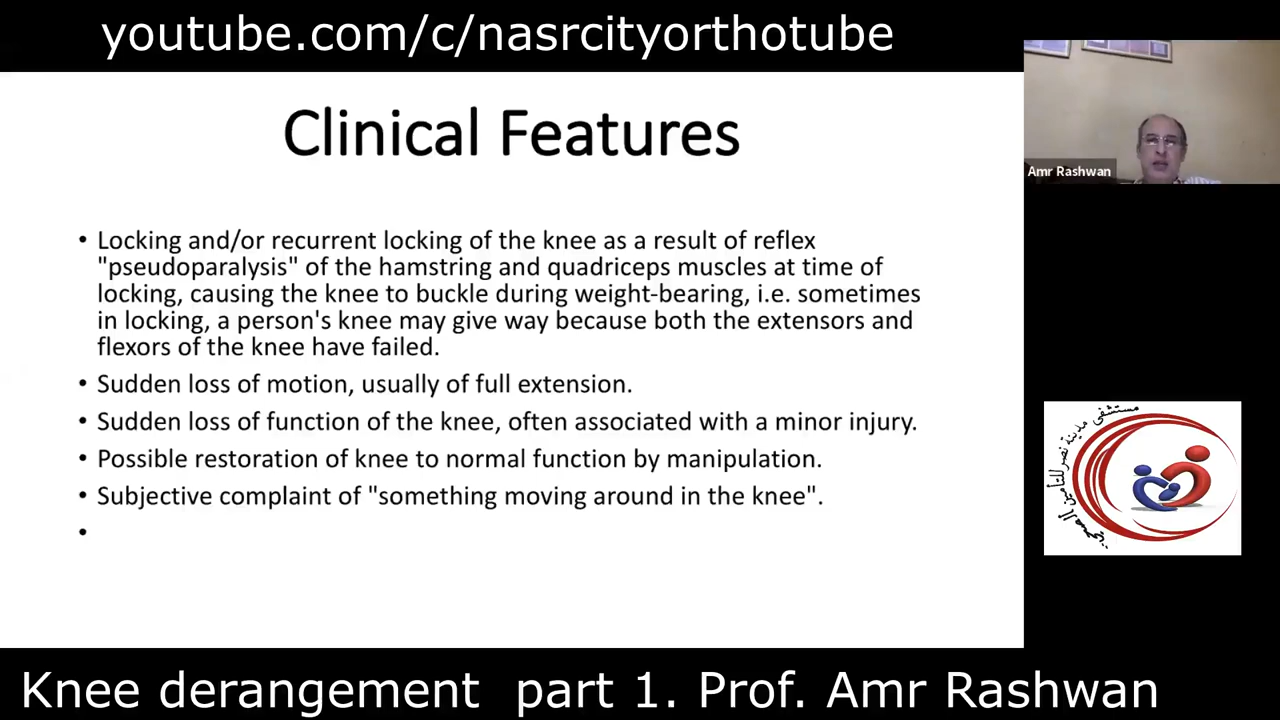 youtube.com/c/nasrcityorthotube
Clinical Features
Amr Rashwan
• Locking and/or recurrent locking of the knee as a result of reflex
"pseudoparalysis" of the hamstring and quadriceps muscles at time of
locking, causing the knee to buckle during weight-bearing, i.e. sometimes
in locking, a person's knee may give way because both the extensors and
flexors of the knee have failed.
• Sudden loss of motion, usually of full extension.
• Sudden loss of function of the knee, often associated with a minor injury.
• Possible restoration of knee to normal function by manipulation.
• Subjective complaint of "something moving around in the knee".
•
مستشفى مدينة نصر للتأمين الصحي
Knee derangement part 1. Prof. Amr Rashwan